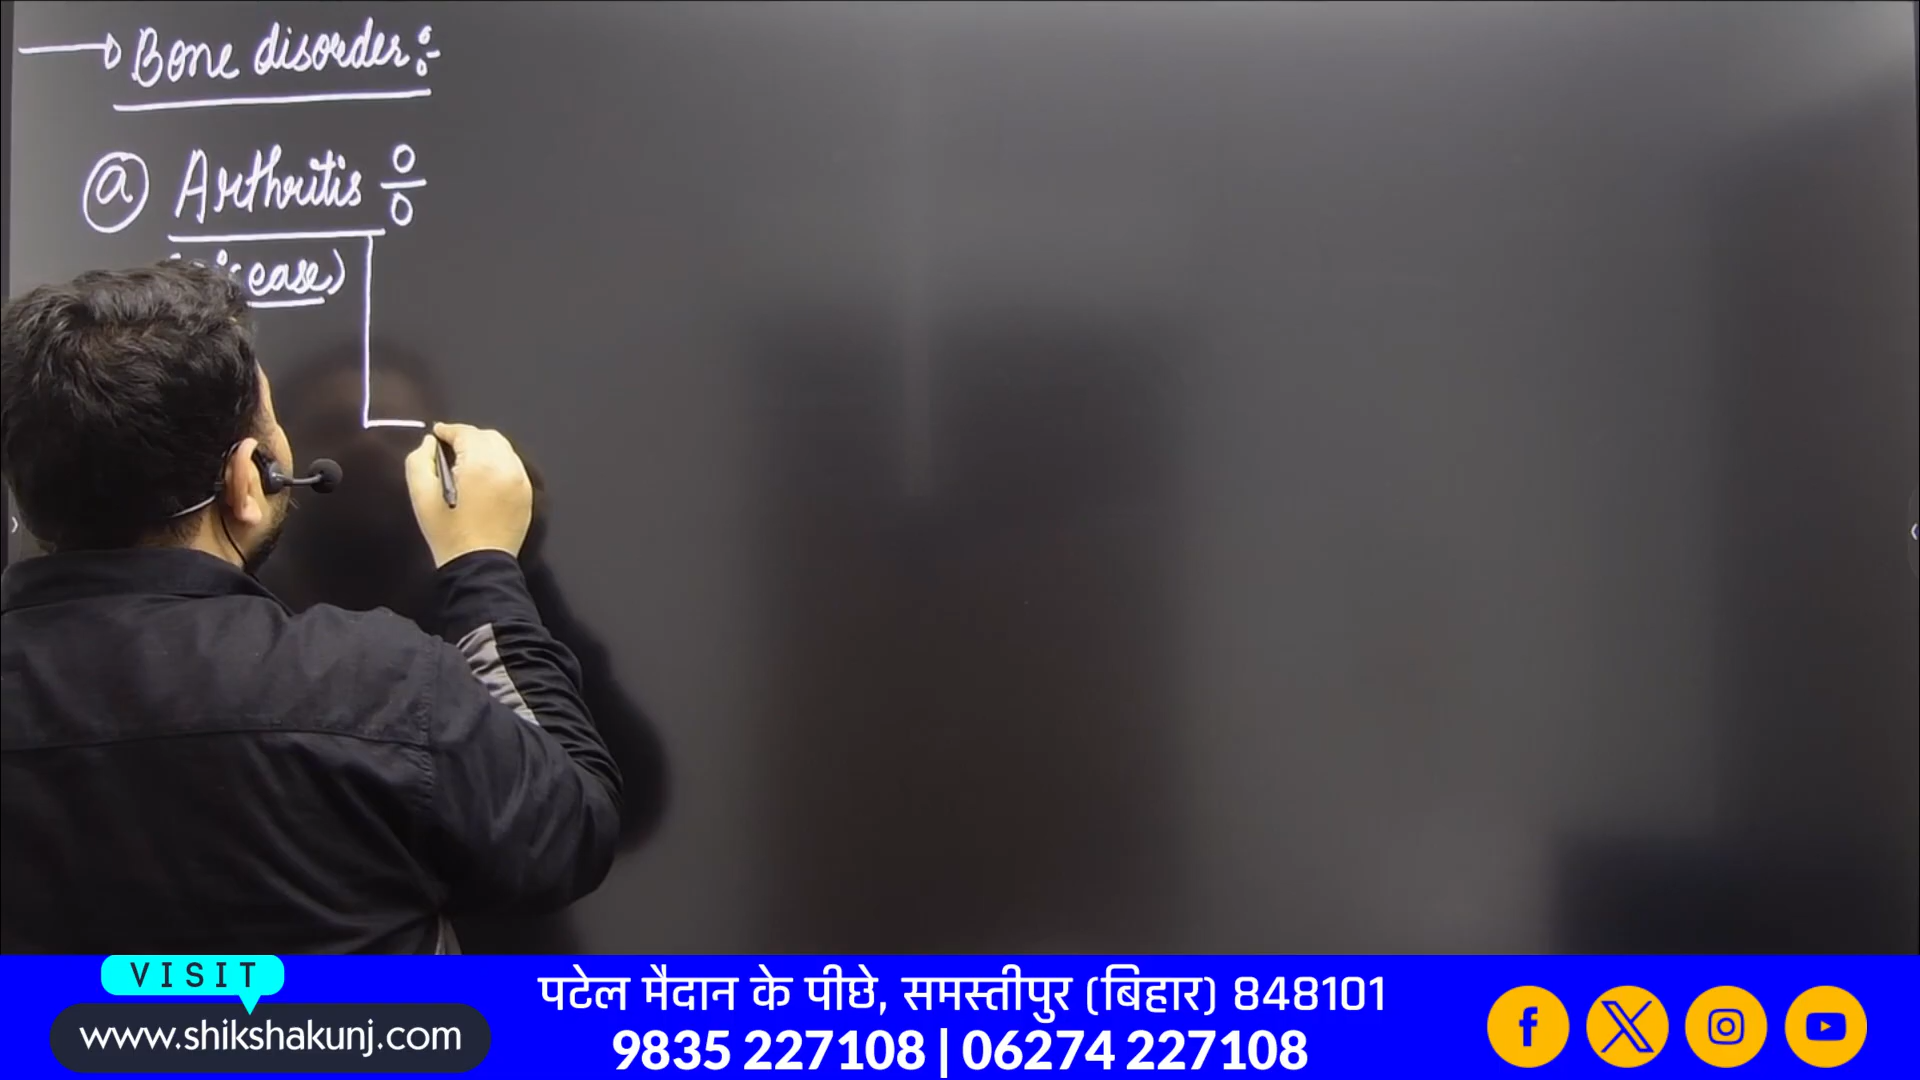 Bone disorder:-
(a) Arthritis :-
ease)
VISIT
www.shikshakunj.com
पटेल मैदान के पीछे, समस्तीपुर (बिहार) 848101
9835 227108 | 06274 227108